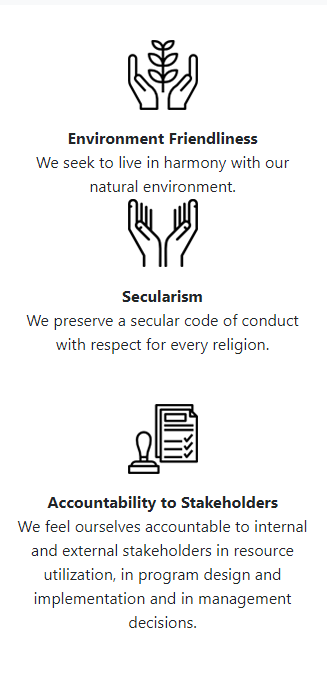 Environment Friendliness
We seek to live in harmony with our
natural environment.
Secularism
We preserve a secular code of conduct
with respect for every religion.
Accountability to Stakeholders
We feel ourselves accountable to internal
and external stakeholders in resource
utilization, in program design and
implementation and in management
decisions.